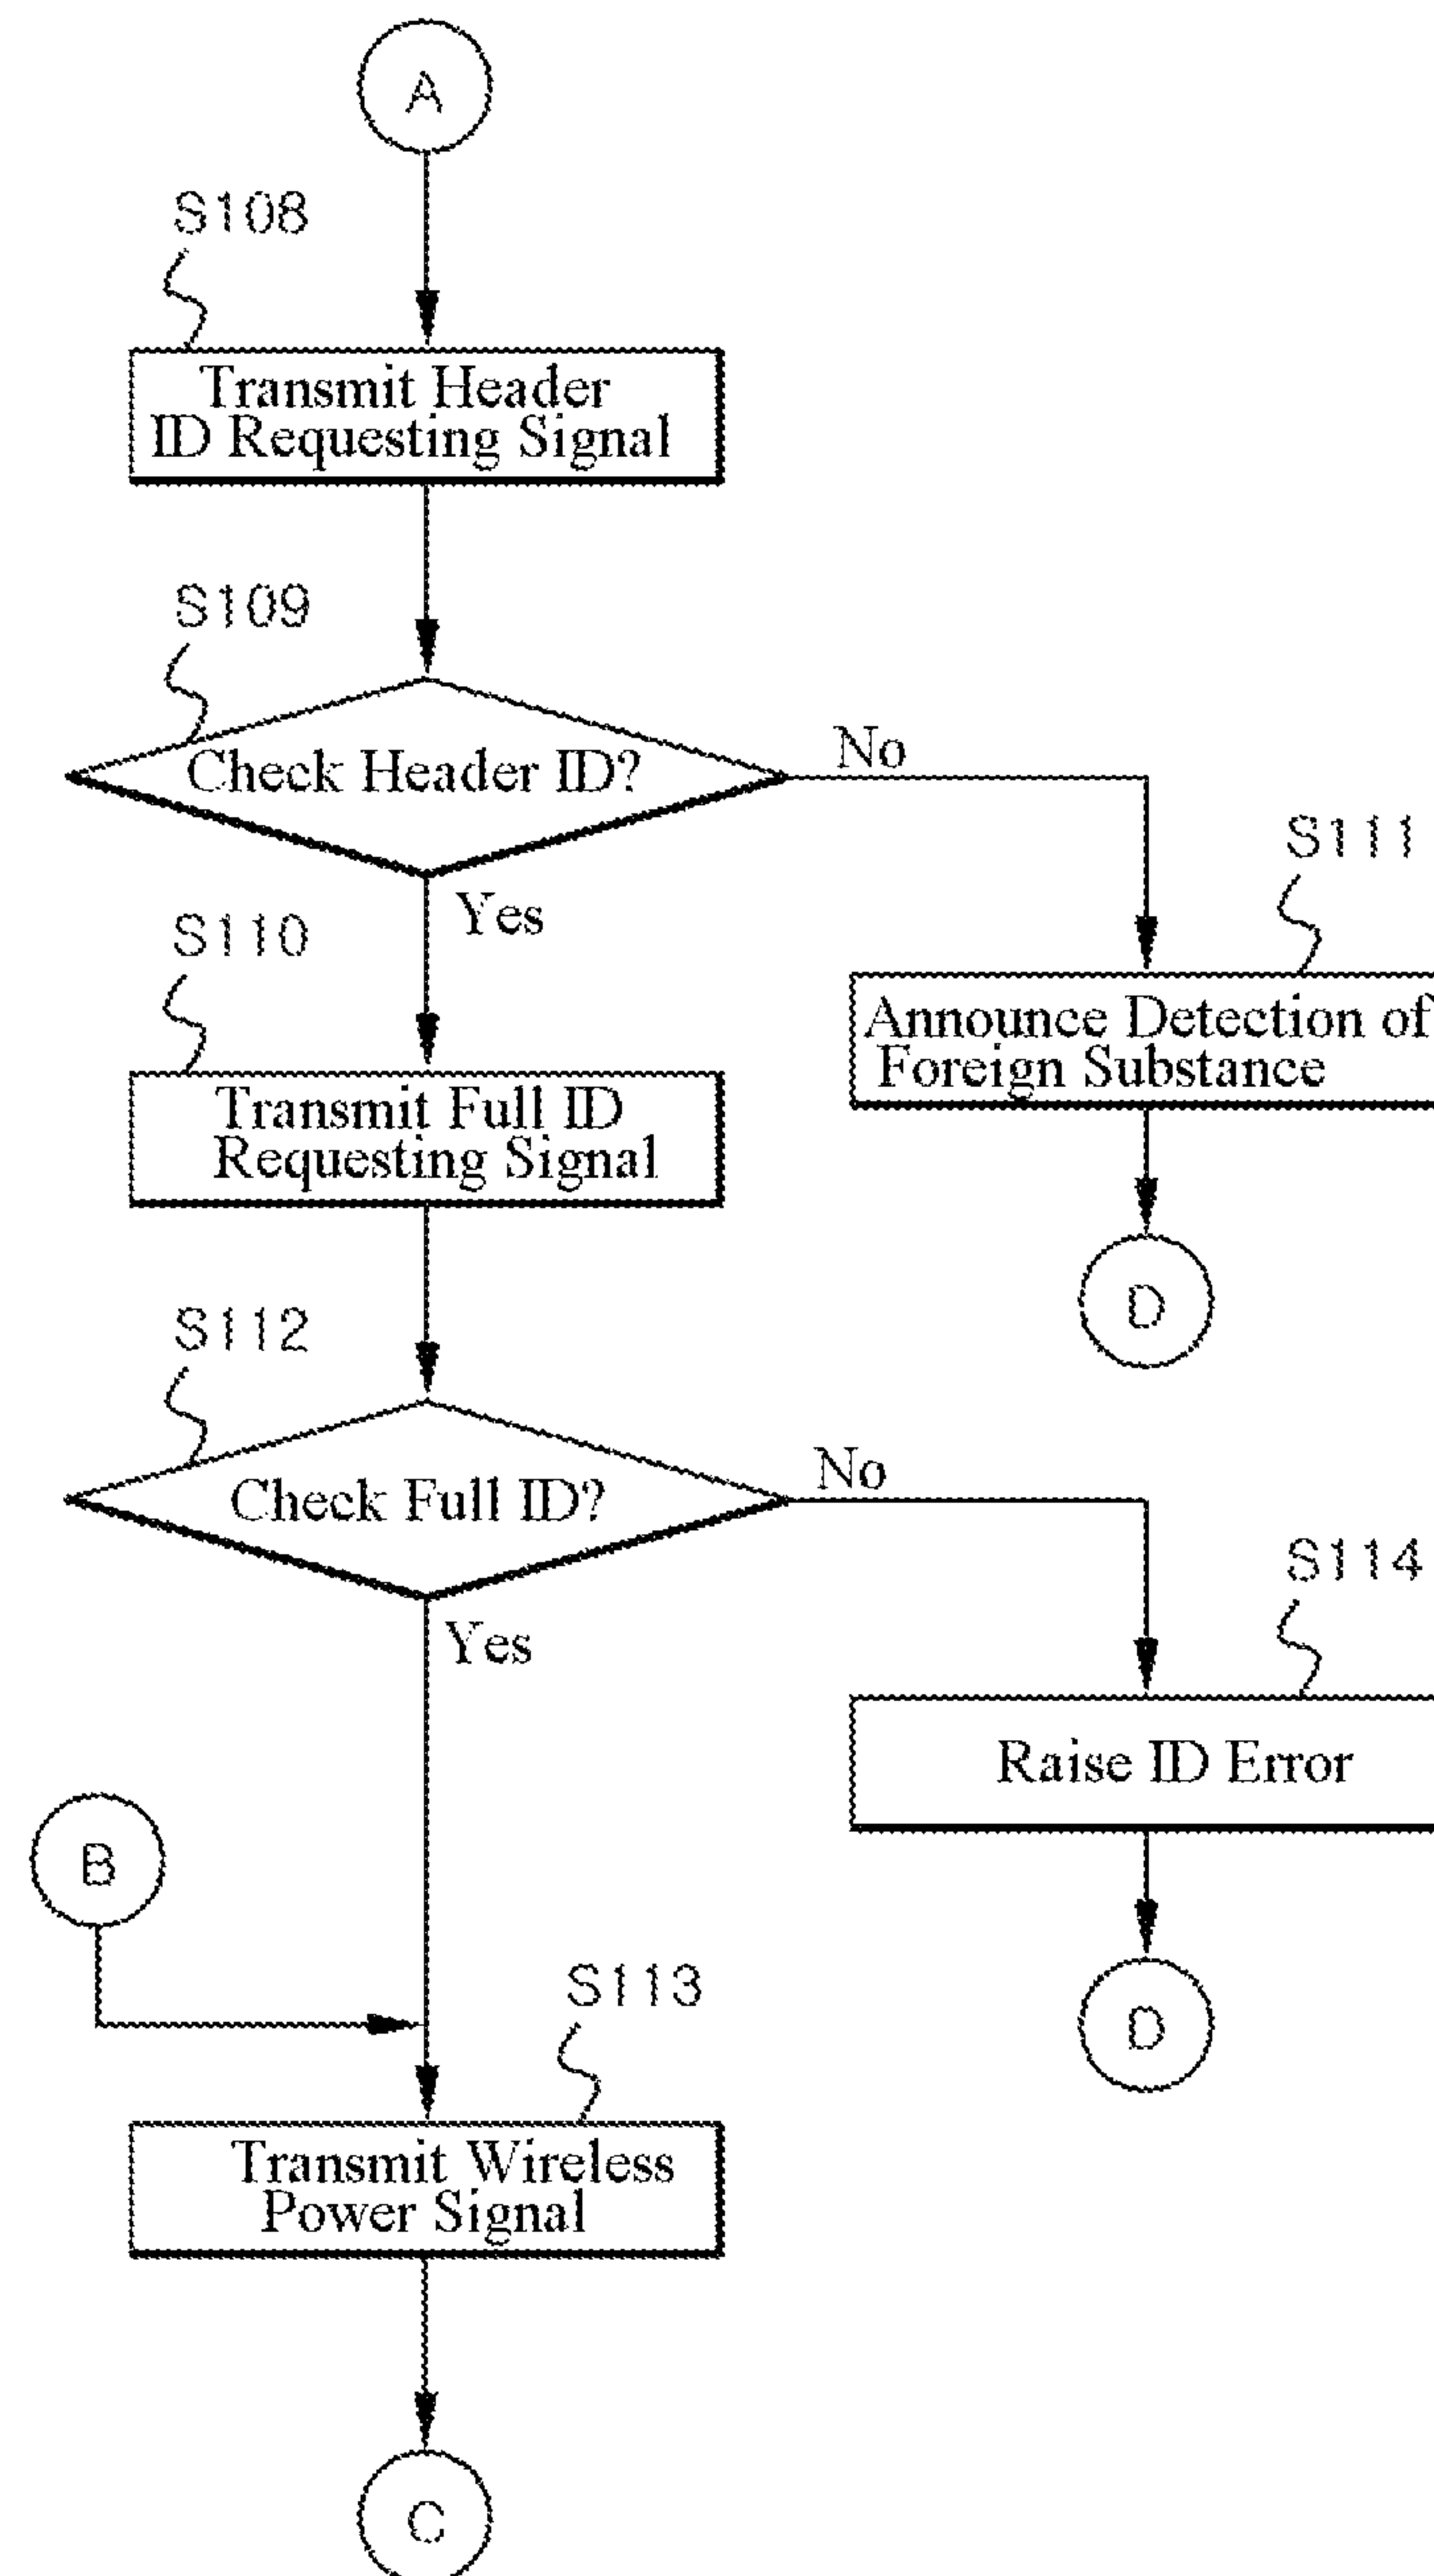 A
S108
Transmit Header
ID Requesting Signal
S109
Check Header ID?
No
Yes
S111
Announce Detection of
Foreign Substance
D
S110
Transmit Full ID
Requesting Signal
S112
Check Full ID?
No
Yes
S114
Raise ID Error
D
B
S113
Transmit Wireless
Power Signal
C